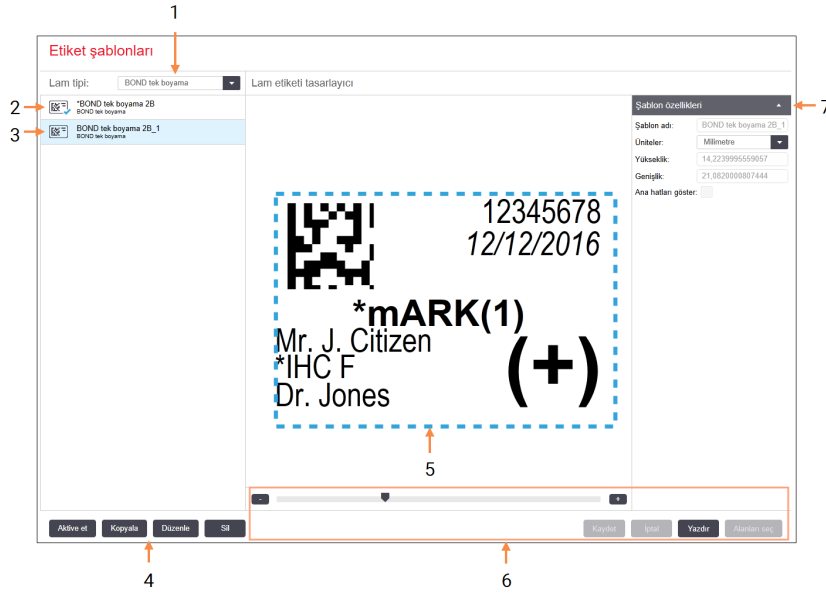 1
Etiket şablonları
Lam tipi: BOND tek boyama
Lam etiketi tasarlayıcı
2
*BOND tek boyama 2B
BOND tek boyama
3
BOND tek boyama 2B_1
BOND tek boyama
Şablon özellikleri
7
Şablon adı: BOND tek boyama 2B_1
Üniteler: Milimetre
Yükseklik: 14,2239995559057
Genişlik: 21,0820000807444
Ana hatları göster:
12345678
12/12/2016
*mARK(1)
Mr. J. Citizen
*IHC F
Dr. Jones
(+)
5
- +
Aktive et Kopyala Düzenle Sil
Kaydet İptal Yazdır Alanları seç
4
6